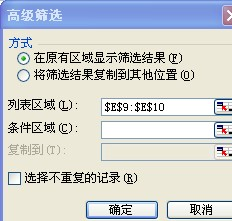 高级筛选
方式
在原有区域显示筛选结果(F)
将筛选结果复制到其他位置(O)
列表区域(L): $E$9:$E$10
条件区域(C):
复制到(T):
选择不重复的记录(R)
确定 取消